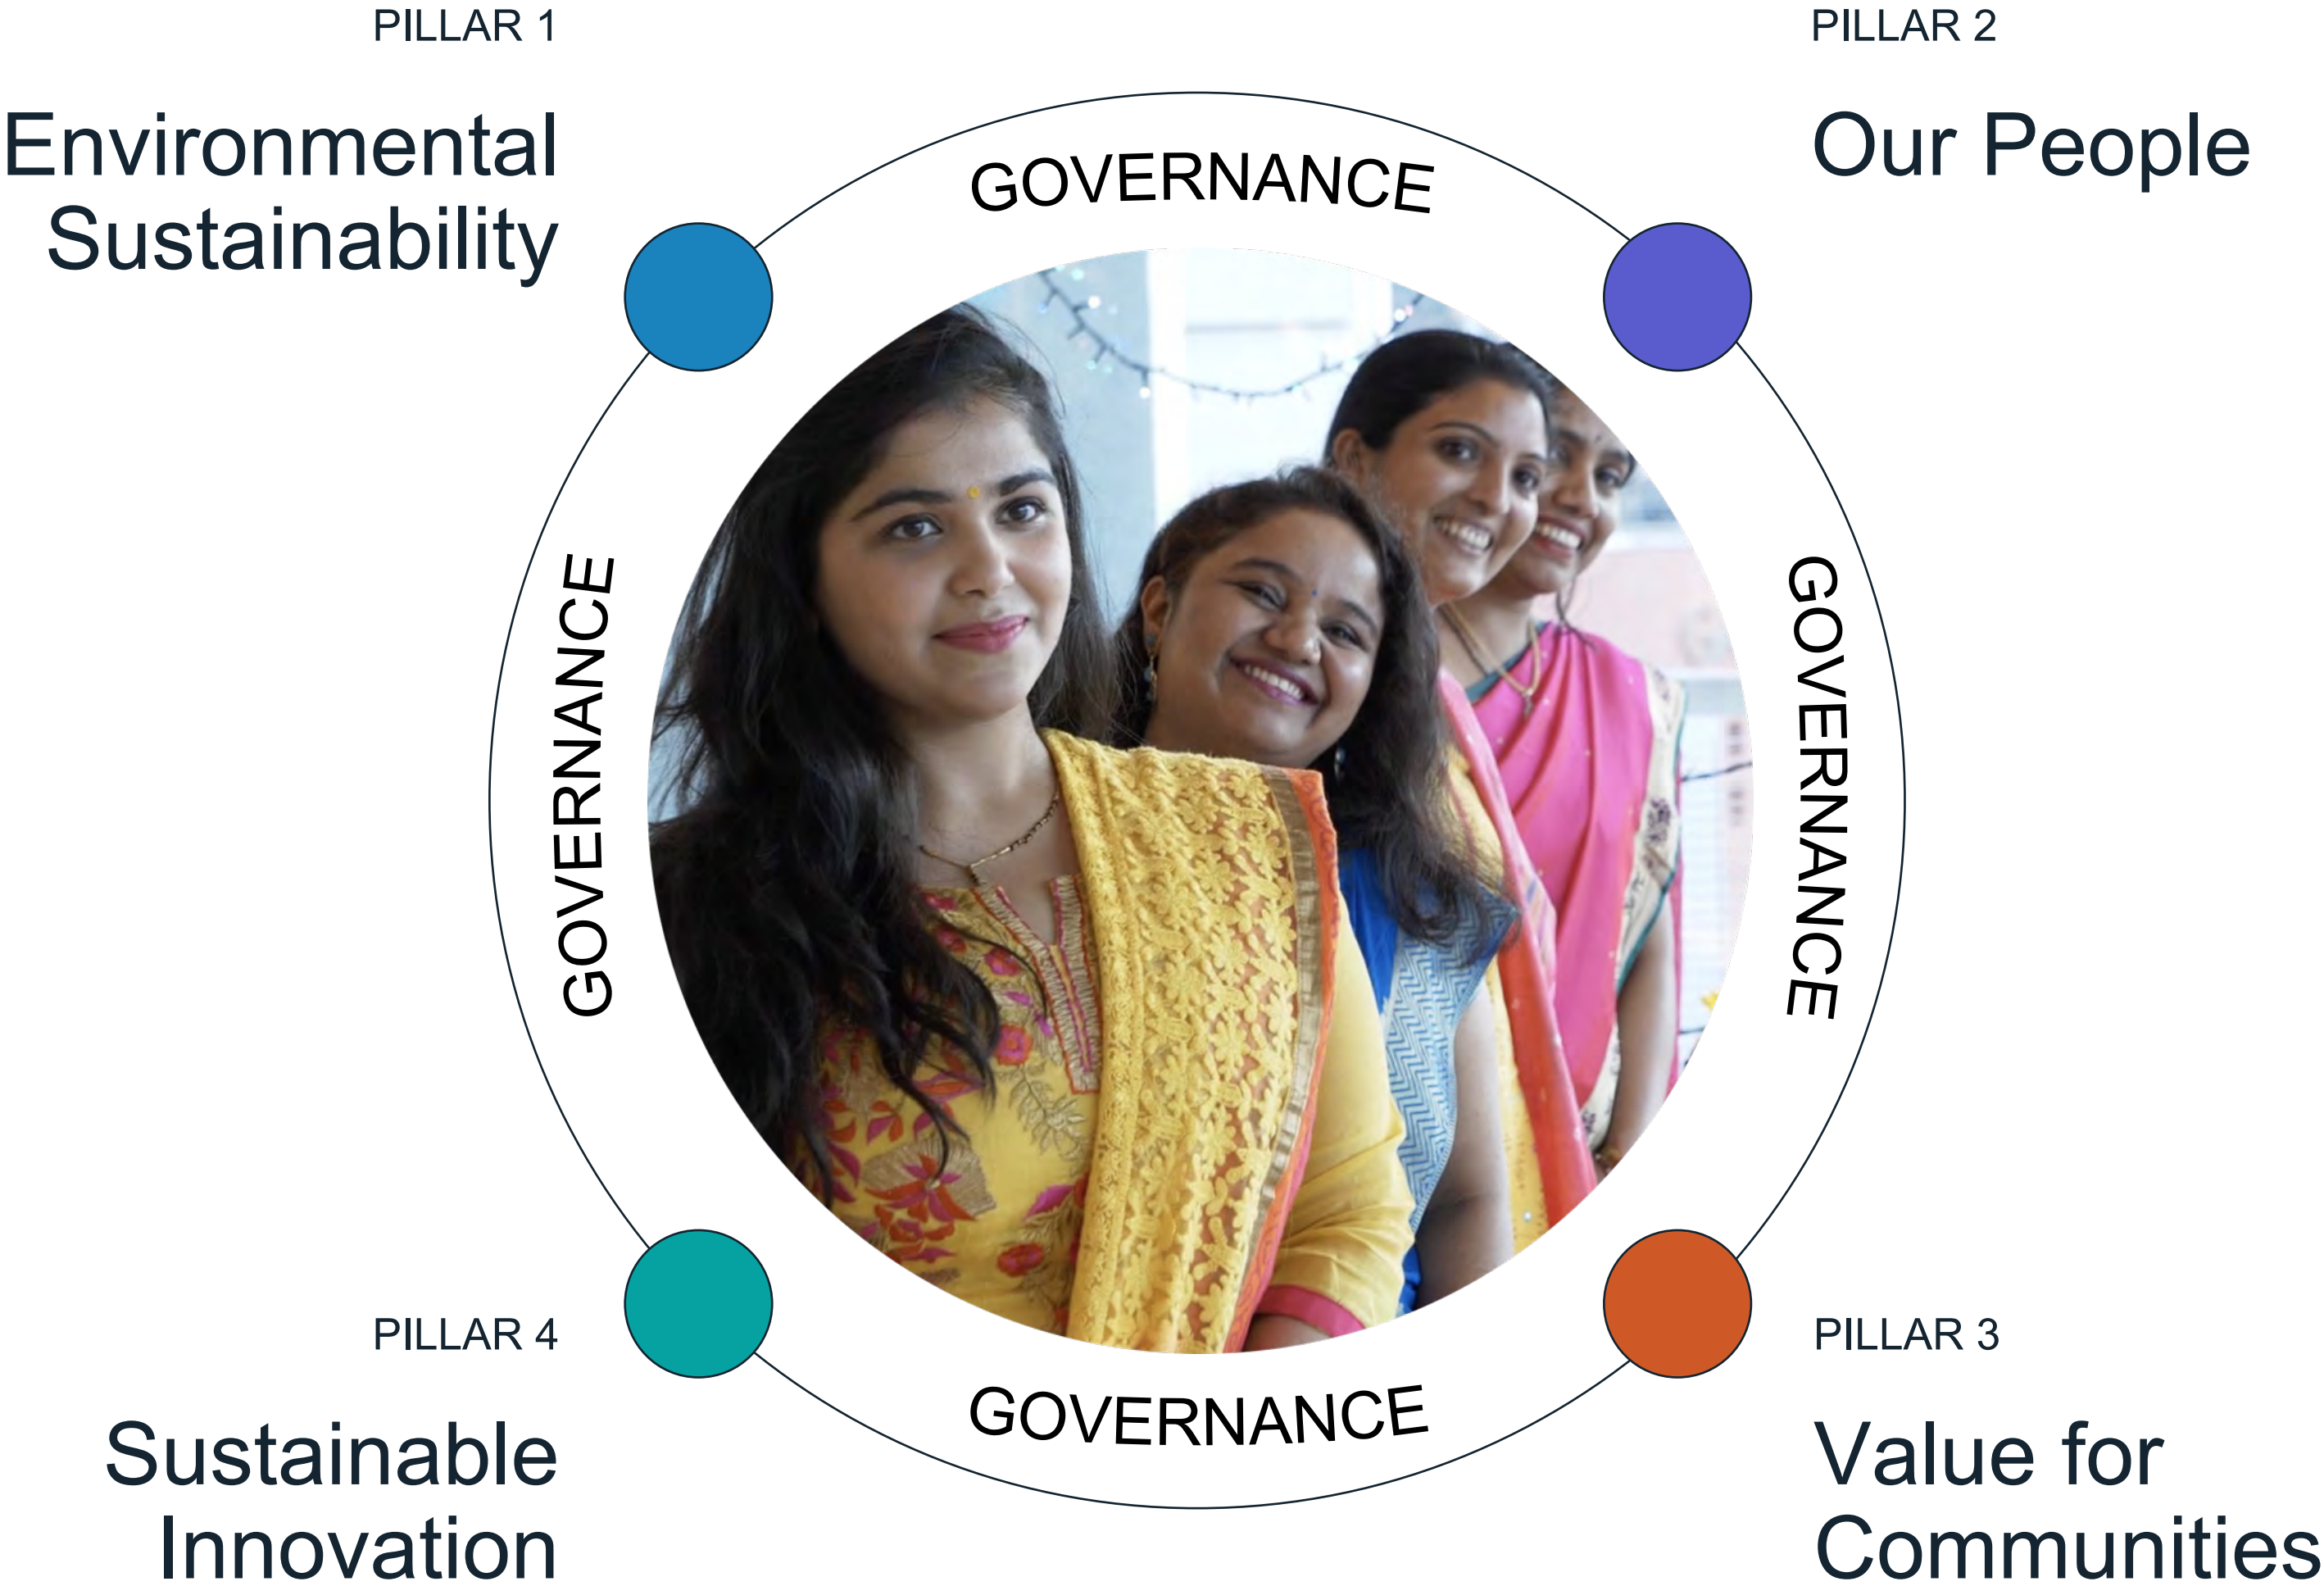 PILLAR 1
Environmental
Sustainability
PILLAR 2
Our People
GOVERNANCE
GOVERNANCE
GOVERNANCE
GOVERNANCE
PILLAR 4
Sustainable
Innovation
PILLAR 3
Value for
Communities